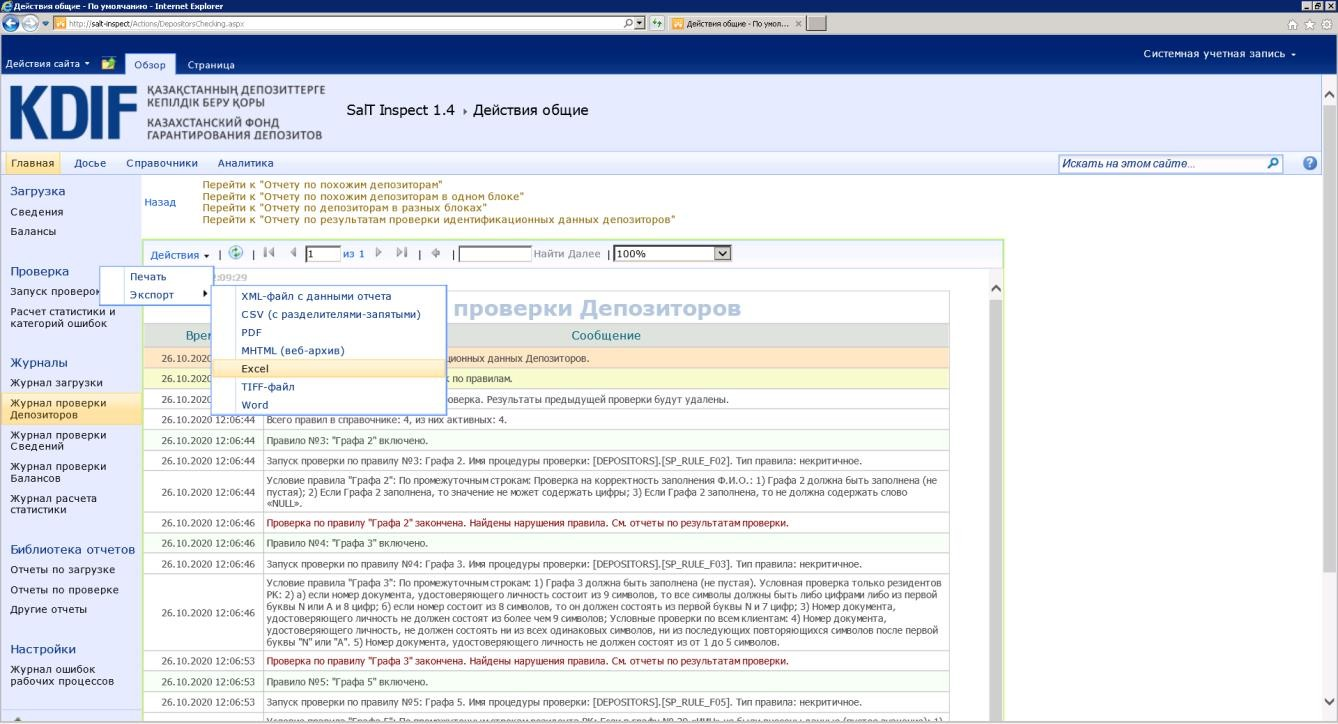 Действия общие - По умолчанию - Internet Explorer
http://salt-inspect/Actions/DepositorsChecking.aspx
Действия общие - По умол...
Действия сайта
Обзор
Страница
Системная учетная запись
KDIF
ҚАЗАҚСТАННЫҢ ДЕПОЗИТТЕРГЕ
КЕПІЛДІК БЕРУ ҚОРЫ
КАЗАХСТАНСКИЙ ФОНД
ГАРАНТИРОВАНИЯ ДЕПОЗИТОВ
SalT Inspect 1.4 Действия общие
Главная Досье Справочники Аналитика
Искать на этом сайте...
Загрузка
Сведения
Балансы
Проверка
Запуск проверок
Расчет статистики и
категорий ошибок
Журналы
Журнал загрузки
Журнал проверки
Депозиторов
Журнал проверки
Сведений
Журнал проверки
Балансов
Журнал расчета
статистики
Библиотека отчетов
Отчеты по загрузке
Отчеты по проверке
Другие отчеты
Настройки
Журнал ошибок
рабочих процессов
Назад
Перейти к "Отчету по похожим депозиторам"
Перейти к "Отчету по похожим депозиторам в одном блоке"
Перейти к "Отчету по депозиторам в разных блоках"
Перейти к "Отчету по результатам проверки идентификационных данных депозиторов"
Действия | | 1 из 1 | Найти Далее | 100%
Печать
Экспорт
2:09:29
XML-файл с данными отчета
CSV (с разделителями-запятыми)
PDF
MHTML (веб-архив)
Excel
TIFF-файл
Word
проверки Депозиторов
Врем Сообщение
26.10.202 ционных данных Депозиторов.
26.10.202 к по правилам.
26.10.202 оверка. Результаты предыдущей проверки будут удалены.
26.10.2020 12:06:44 Всего правил в справочнике: 4, из них активных: 4.
26.10.2020 12:06:44 Правило №3: "Графа 2" включено.
26.10.2020 12:06:44 Запуск проверки по правилу №3: Графа 2. Имя процедуры проверки: [DEPOSITORS].[SP_RULE_F02]. Тип правила: некритичное.
26.10.2020 12:06:44 Условие правила "Графа 2": По промежуточным строкам: Проверка на корректность заполнения Ф.И.О.: 1) Графа 2 должна быть заполнена (не
пустая); 2) Если Графа 2 заполнена, то значение не может содержать цифры; 3) Если Графа 2 заполнена, то не должна содержать слово
«NULL».
26.10.2020 12:06:46 Проверка по правилу "Графа 2" закончена. Найдены нарушения правила. См. отчеты по результатам проверки.
26.10.2020 12:06:46 Правило №4: "Графа 3" включено.
26.10.2020 12:06:46 Запуск проверки по правилу №4: Графа 3. Имя процедуры проверки: [DEPOSITORS].[SP_RULE_F03]. Тип правила: некритичное.
26.10.2020 12:06:46 Условие правила "Графа 3": По промежуточным строкам: 1) Графа 3 должна быть заполнена (не пустая). Условная проверка только резидентов
РК: 2) а) если номер документа, удостоверяющего личность состоит из 9 символов, то все символы должны быть либо цифрами либо из первой
буквы N или А и 8 цифр; б) если номер состоит из 8 символов, то он должен состоять из первой буквы N и 7 цифр; 3) Номер документа,
удостоверяющего личность не должен состоят из более чем 9 символов; Условные проверки по всем клиентам: 4) Номер документа,
удостоверяющего личность, не должен состоять ни из всех одинаковых символов, ни из последующих повторяющихся символов после первой
буквы "N" или "А". 5) Номер документа, удостоверяющего личность не должен состоят из от 1 до 5 символов.
26.10.2020 12:06:53 Проверка по правилу "Графа 3" закончена. Найдены нарушения правила. См. отчеты по результатам проверки.
26.10.2020 12:06:53 Правило №5: "Графа 5" включено.
26.10.2020 12:06:53 Запуск проверки по правилу №5: Графа 5. Имя процедуры проверки: [DEPOSITORS].[SP_RULE_F05]. Тип правила: некритичное.